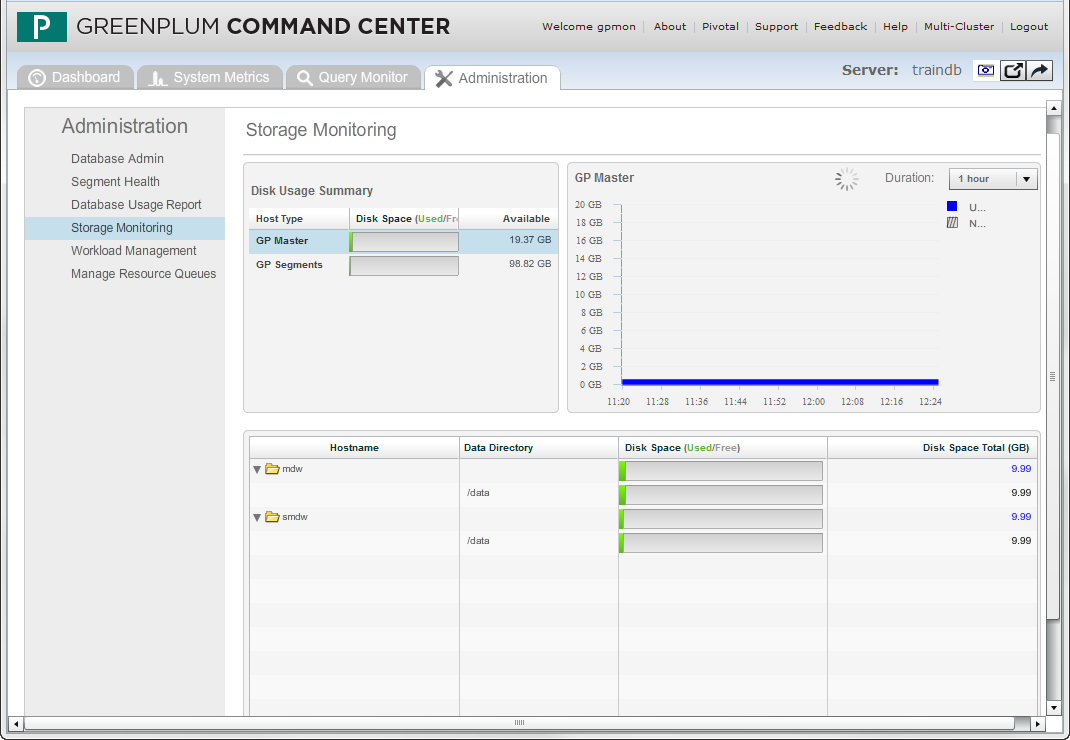 P GREENPLUM COMMAND CENTER
Welcome gpmon About Pivotal Support Feedback Help Multi-Cluster Logout
Dashboard System Metrics Query Monitor Administration
Server: traindb
Administration
Database Admin
Segment Health
Database Usage Report
Storage Monitoring
Workload Management
Manage Resource Queues
Storage Monitoring
Disk Usage Summary
Host Type Disk Space (Used/Fre Available
GP Master 19.37 GB
GP Segments 98.82 GB
GP Master Duration: 1 hour
20 GB
18 GB
16 GB
14 GB
12 GB
10 GB
8 GB
6 GB
4 GB
2 GB
0 GB
11:20 11:28 11:36 11:44 11:52 12:00 12:08 12:16 12:24
U...
N...
Hostname Data Directory Disk Space (Used/Free) Disk Space Total (GB)
mdw 9.99
/data 9.99
smdw 9.99
/data 9.99